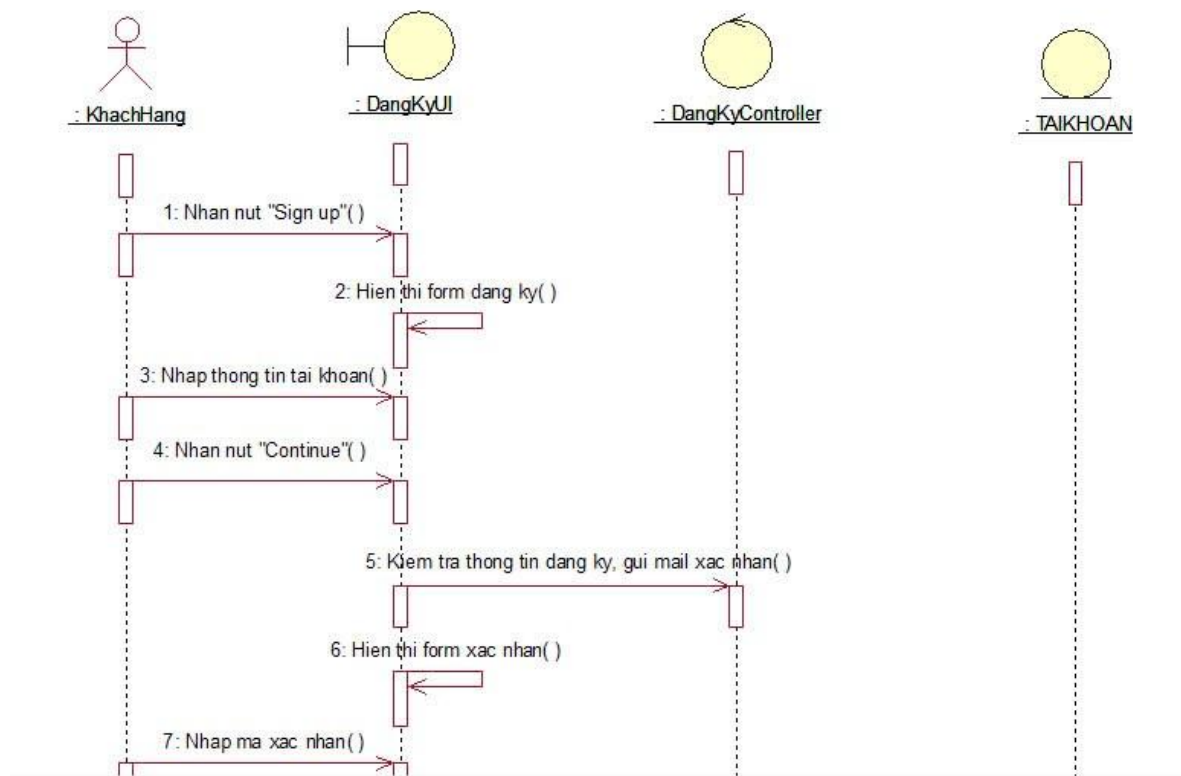 : KhachHang
: DangKyUI
: DangKyController
: TAIKHOAN
1: Nhan nut "Sign up"( )
2: Hien thi form dang ky( )
3: Nhap thong tin tai khoan( )
4: Nhan nut "Continue"( )
5: Kiem tra thong tin dang ky, gui mail xac nhan( )
6: Hien thi form xac nhan( )
7: Nhap ma xac nhan( )